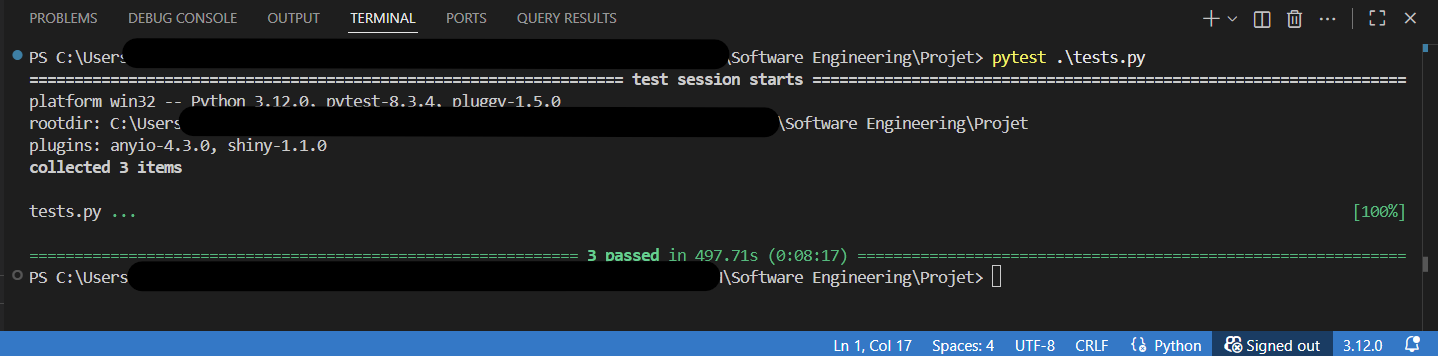 PROBLEMS DEBUG CONSOLE OUTPUT TERMINAL PORTS QUERY RESULTS
PS C:\Users \Software Engineering\Projet> pytest .\tests.py
============================= test session starts =============================
platform win32 -- Python 3.12.0, pytest-8.3.4, pluggy-1.5.0
rootdir: C:\Users \Software Engineering\Projet
plugins: anyio-4.3.0, shiny-1.1.0
collected 3 items
tests.py ... [100%]
============================= 3 passed in 497.71s (0:08:17) =============================
PS C:\Users \Software Engineering\Projet>
Ln 1, Col 17 Spaces: 4 UTF-8 CRLF Python Signed out 3.12.0